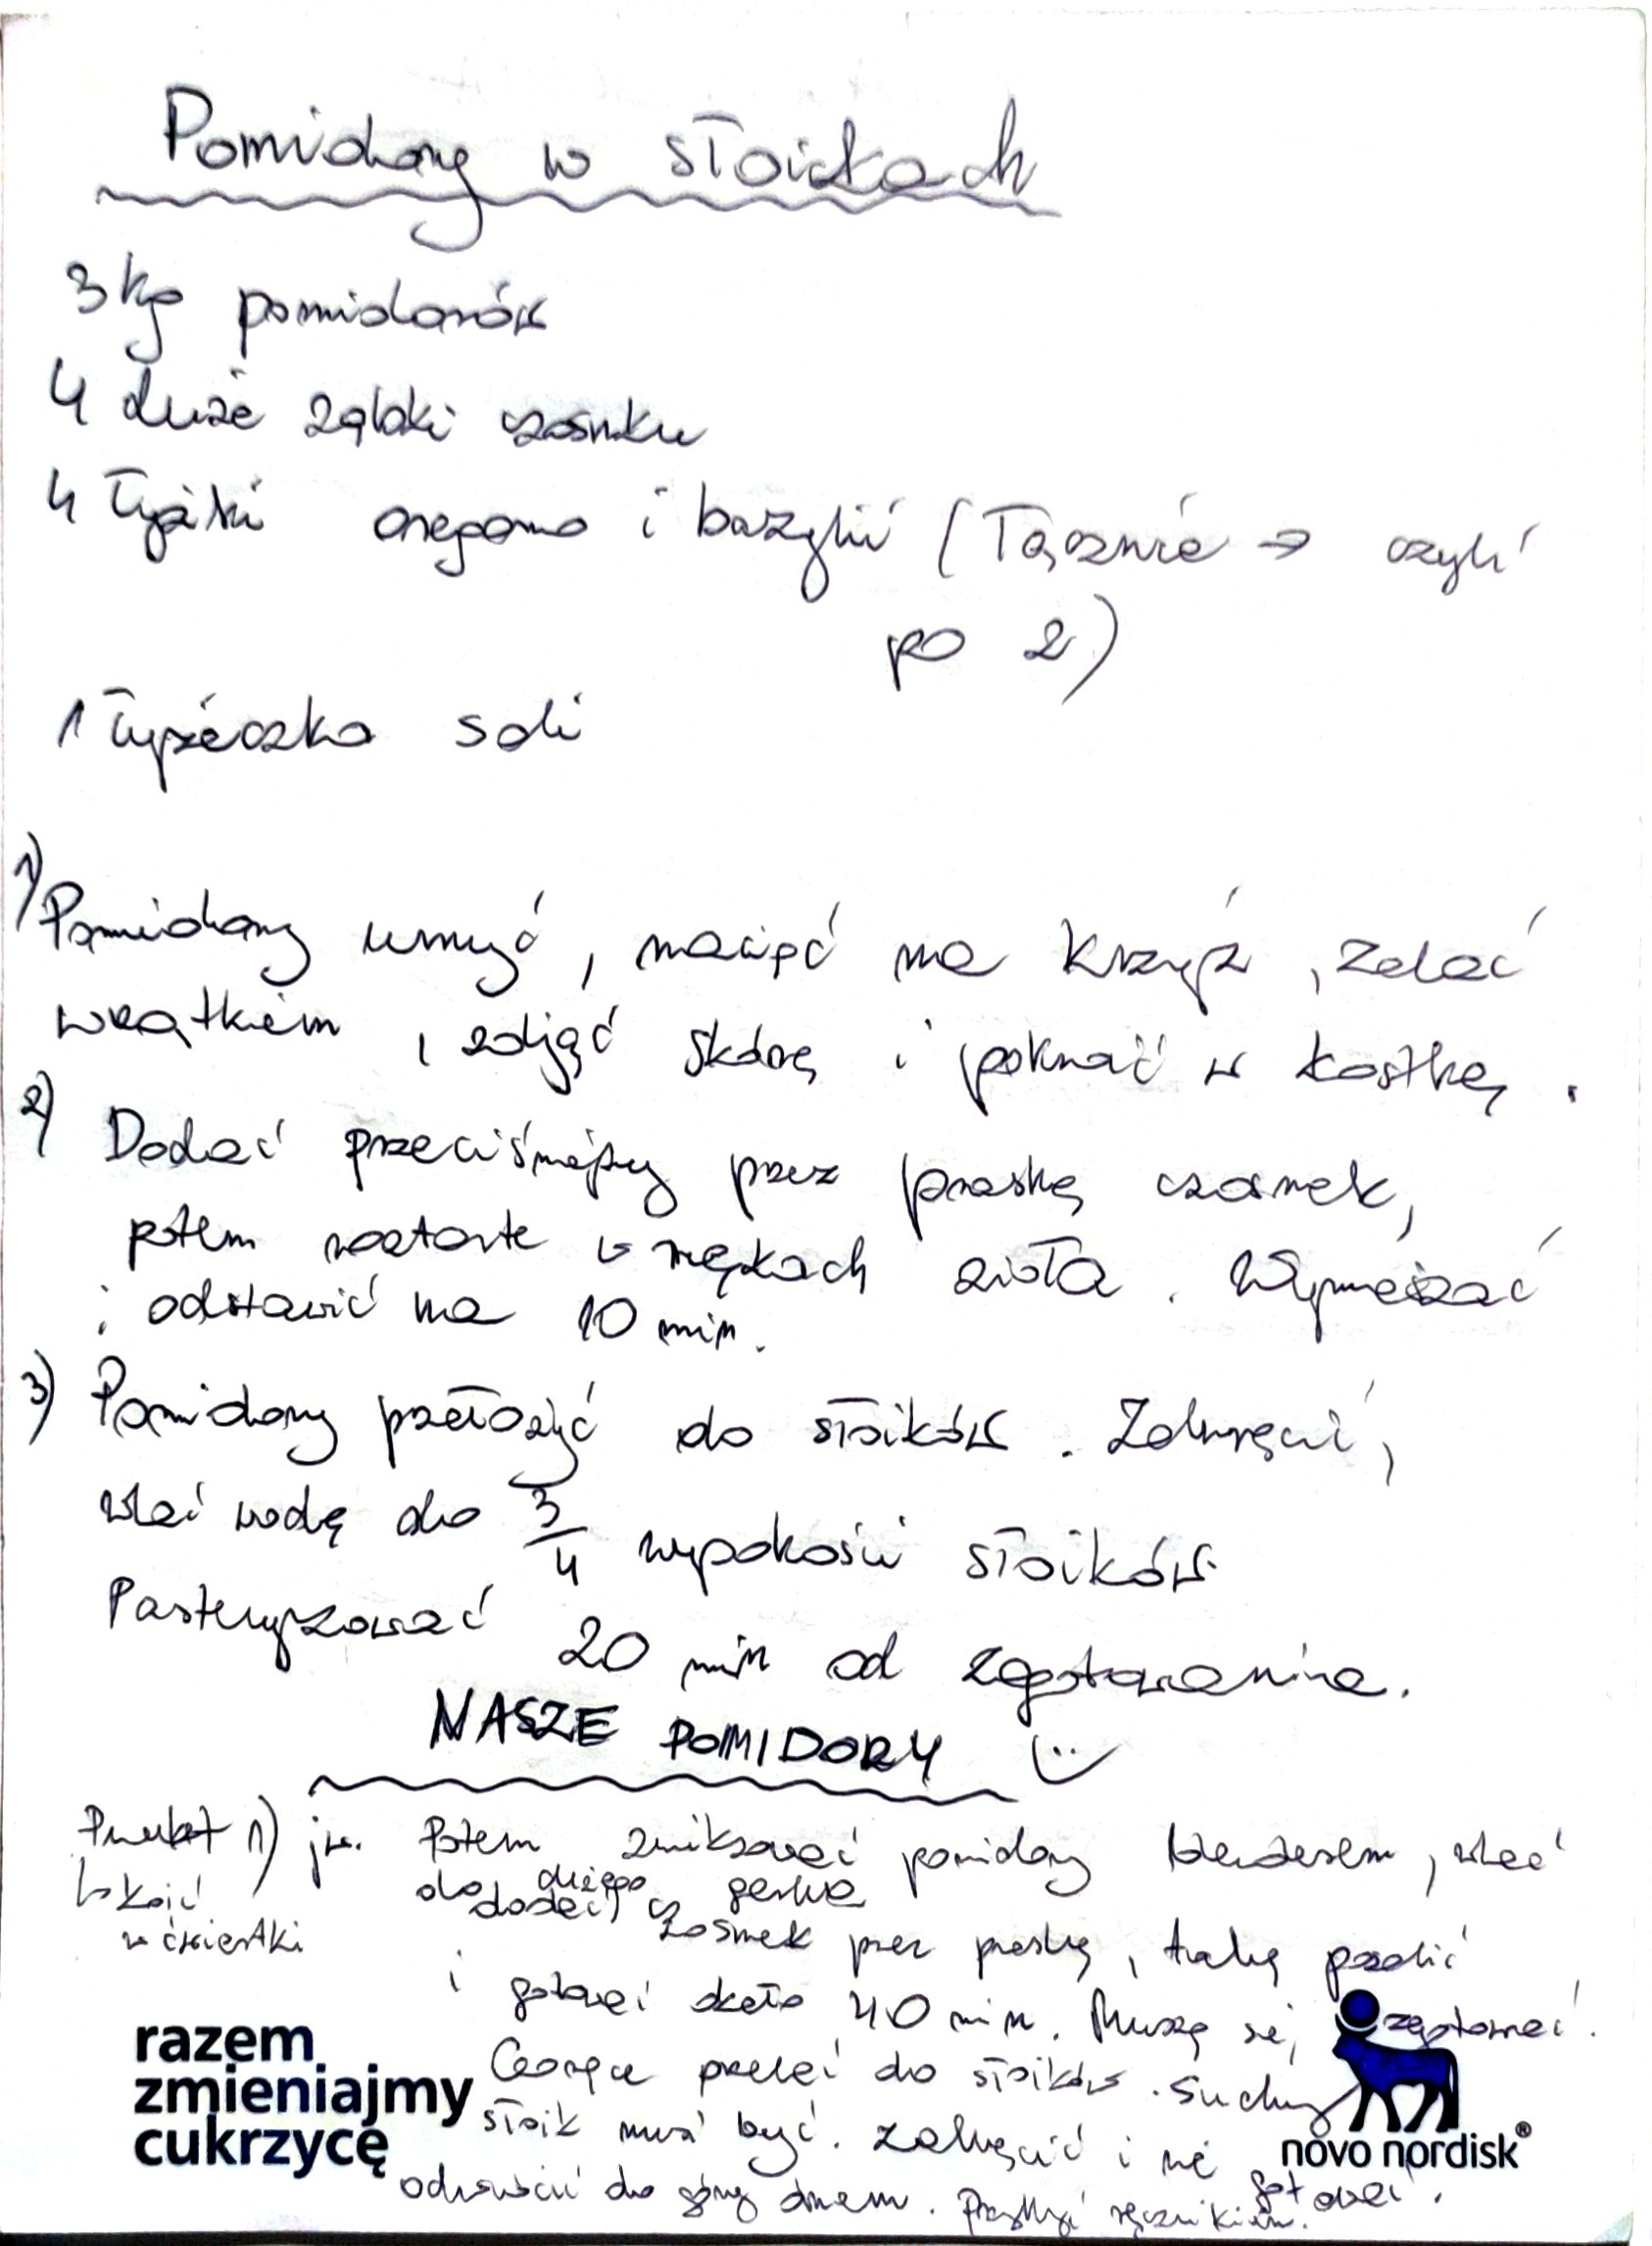 Pomidory w słoikach
3 kg pomidorów
4 duże ząbki czosnku
4 łyżki oregano i bazylii (łącznie → czyli
po 2)
1 łyżeczka soli
1) Pomidory umyć, naciąć na krzyż, zalać
wrzątkiem, zdjąć skórę i pokroić w kostkę.
2) Dodać przeciśnięty przez praskę czosnek,
potem roztarte w rękach zioła. Wymieszać
i odstawić na 10 min.
3) Pomidory przełożyć do słoików. Zakręcić,
wlać wodę do 3/4 wysokości słoików
Pasteryzować 20 min od zagotowania.
NASZE POMIDORY :)
Punkt 1) jw. Potem zmiksować pomidory blenderem, wlać
↳ kroić do dużego garnka
w ćwiartki dodać czosnek przez praskę, trochę posolić
i gotować około 40 min. Muszą się zagotować.
Gorące przelać do słoików. Suchy
słoik musi być. Zakręcić i nie gotować.
odwrócić do góry dnem. Przykryć ręcznikiem.
razem
zmieniajmy
cukrzycę
novo nordisk®